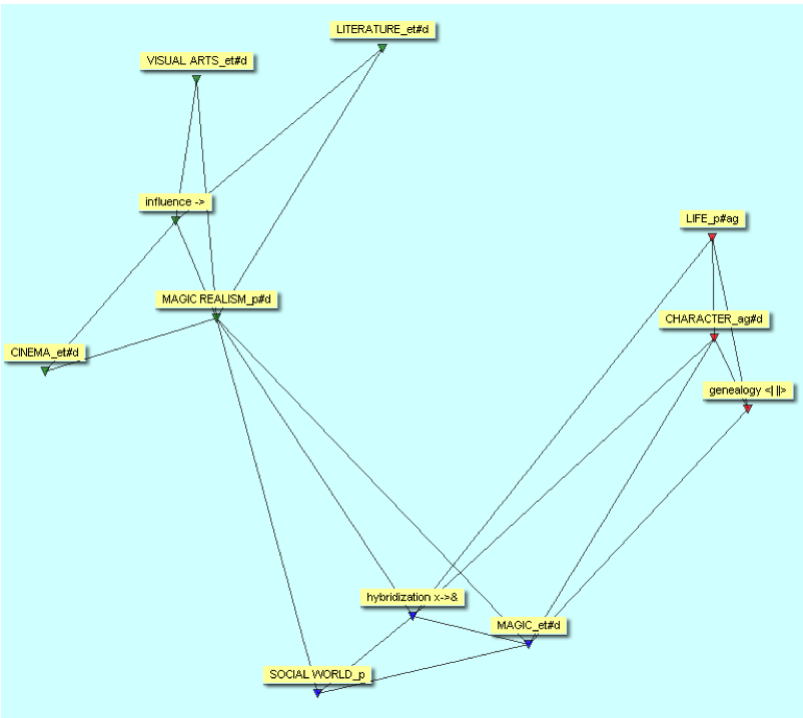 LITERATURE_et#d
VISUAL ARTS_et#d
influence ->
LIFE_p#ag
MAGIC REALISM_p#d
CHARACTER_ag#d
CINEMA_et#d
genealogy <| ||>
hybridization x->&
MAGIC_et#d
SOCIAL WORLD_p